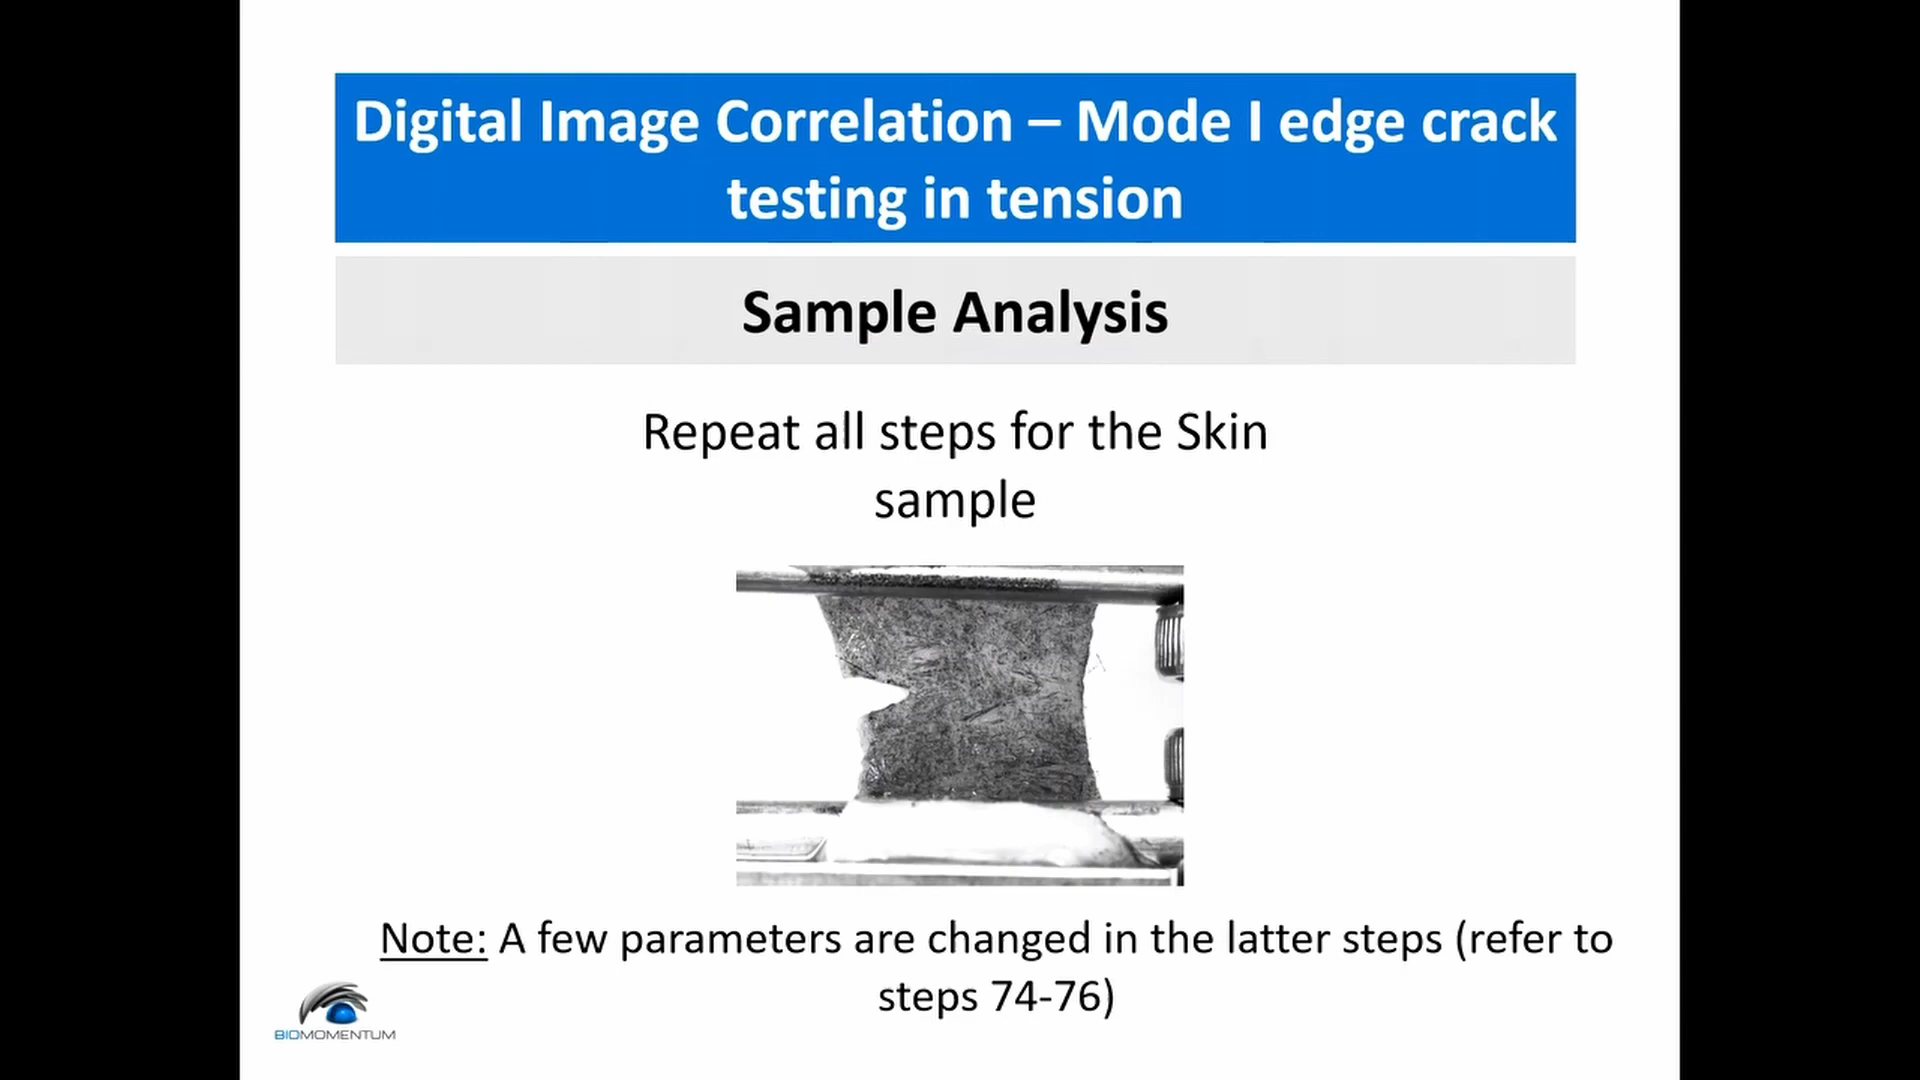 Digital Image Correlation – Mode I edge crack
testing in tension
Sample Analysis
Repeat all steps for the Skin
sample
Note: A few parameters are changed in the latter steps (refer to
steps 74-76)
BIOMOMENTUM